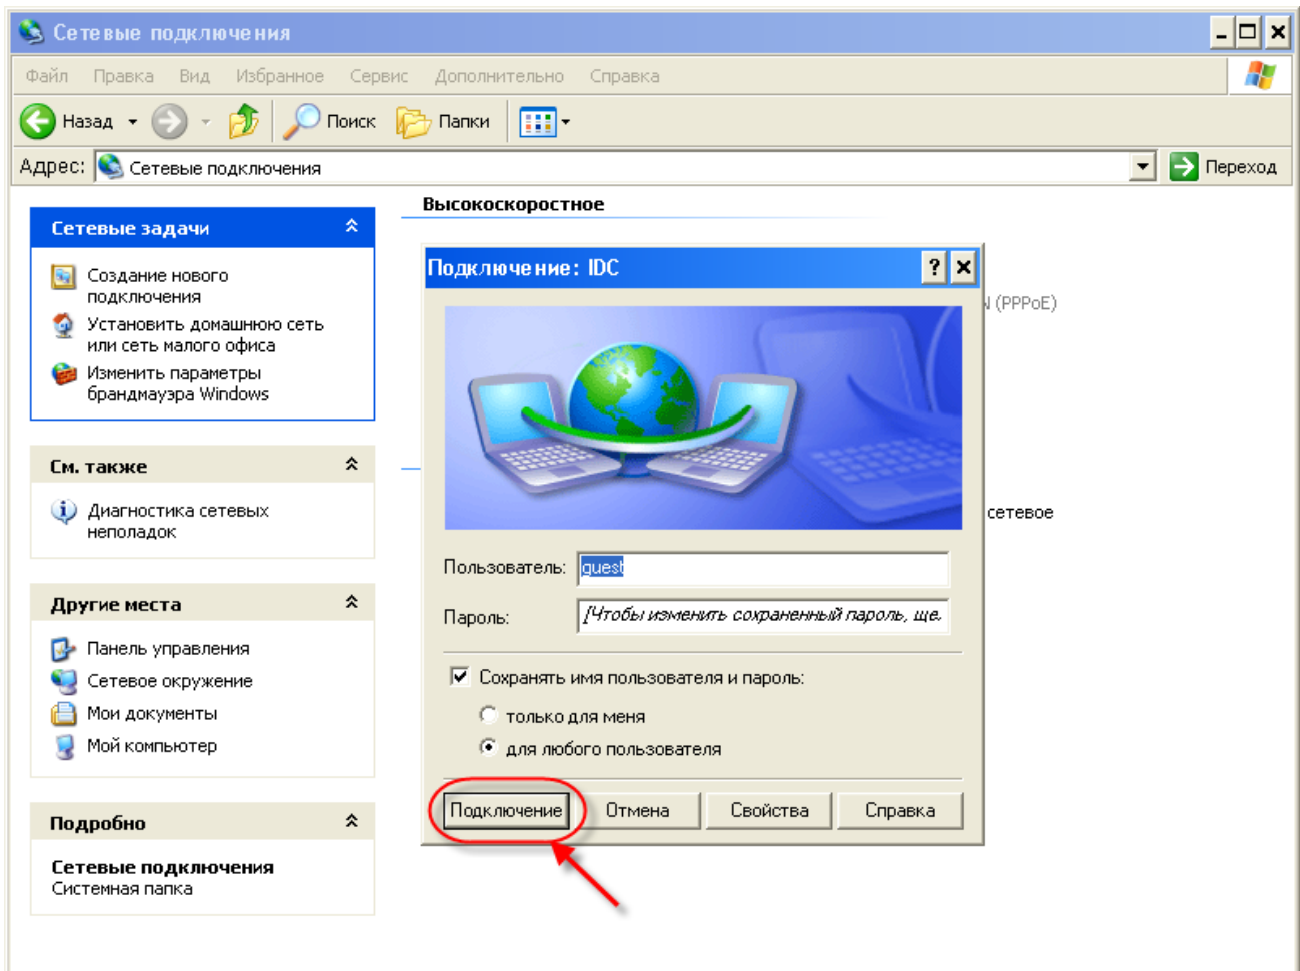 Сетевые подключения
Файл Правка Вид Избранное Сервис Дополнительно Справка
Назад Поиск Папки
Адрес: Сетевые подключения Переход
Сетевые задачи
Создание нового
подключения
Установить домашнюю сеть
или сеть малого офиса
Изменить параметры
брандмауэра Windows
См. также
Диагностика сетевых
неполадок
Другие места
Панель управления
Сетевое окружение
Мои документы
Мой компьютер
Подробно
Сетевые подключения
Системная папка
Высокоскоростное
(PPPoE)
сетевое
Подключение: IDC
Пользователь: guest
Пароль: [Чтобы изменить сохраненный пароль, ще
Сохранять имя пользователя и пароль:
только для меня
для любого пользователя
Подключение Отмена Свойства Справка